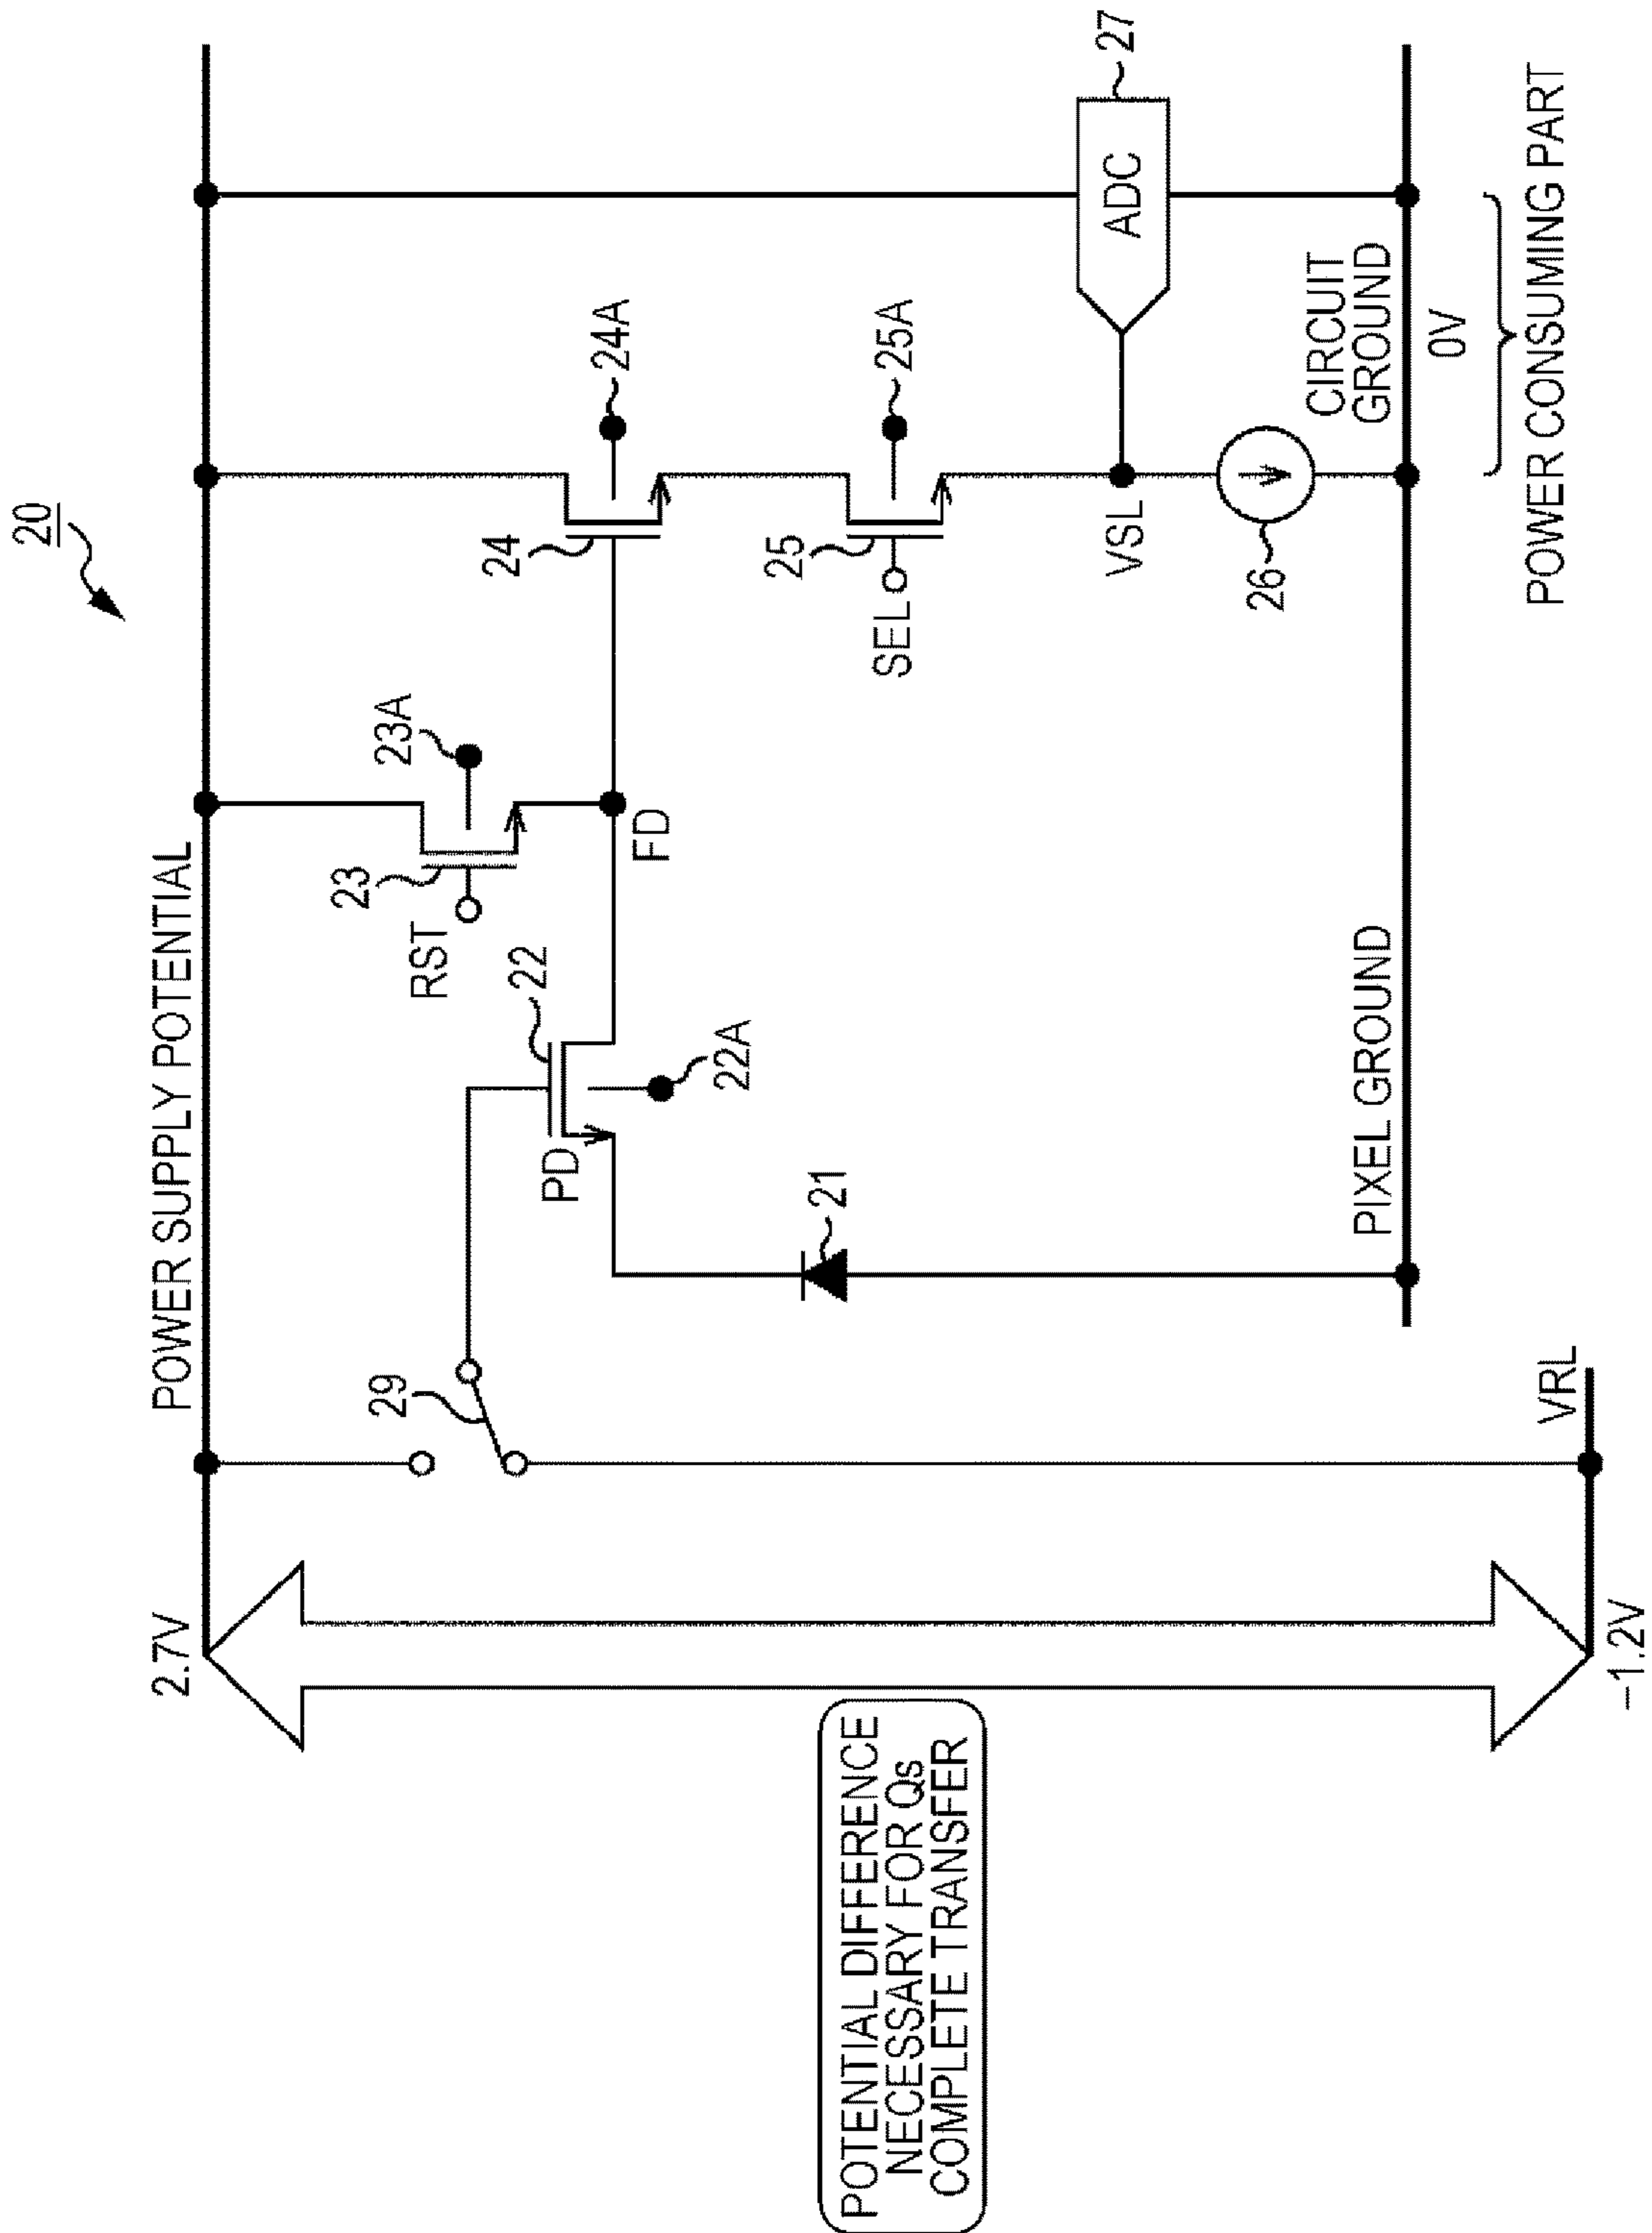 20
2.7V
POWER SUPPLY POTENTIAL
29
RST
23
23A
22
PD
22A
FD
24
24A
SEL
25
25A
21
VSL
ADC
27
26
POTENTIAL DIFFERENCE
NECESSARY FOR Qs
COMPLETE TRANSFER
PIXEL GROUND
CIRCUIT
GROUND
0V
VRL
-1.2V
POWER CONSUMING PART